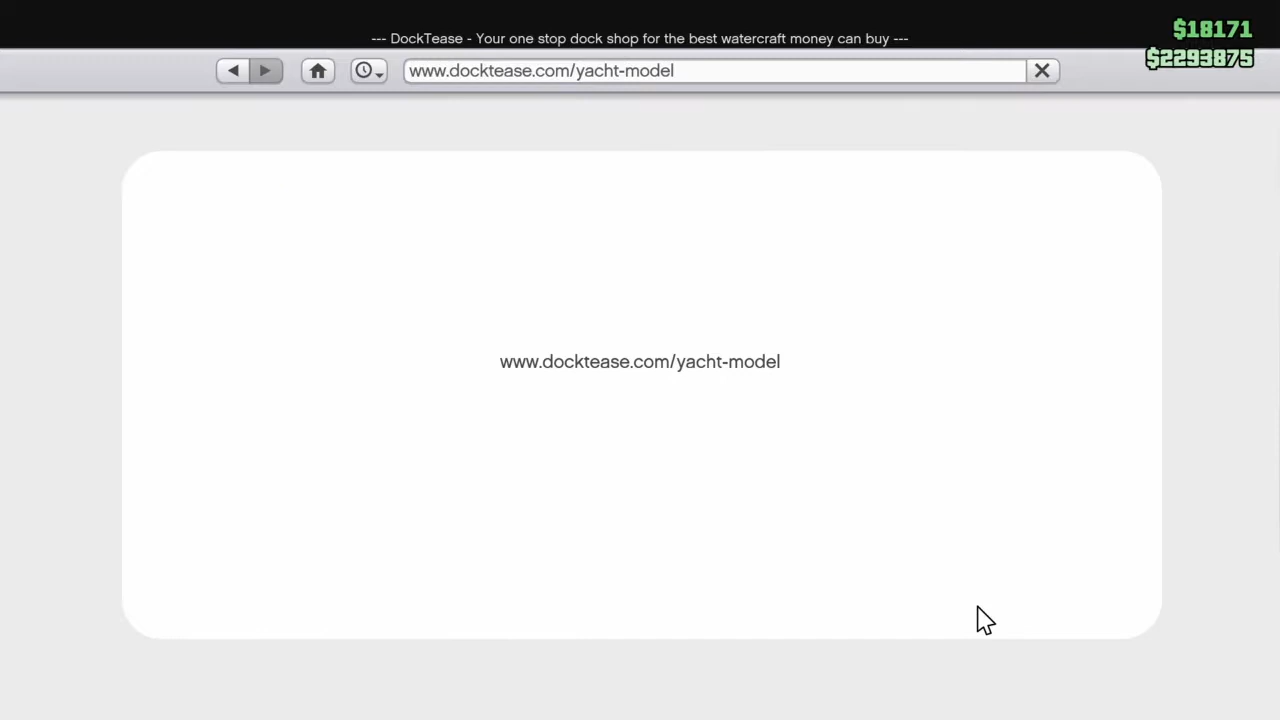 --- DockTease - Your one stop dock shop for the best watercraft money can buy ---
$18171
$2293875
www.docktease.com/yacht-model
www.docktease.com/yacht-model